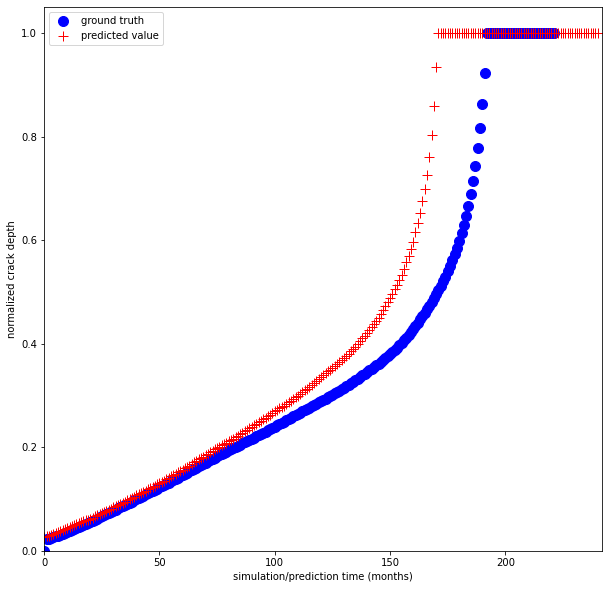 ground truth
predicted value
normalized crack depth
1.0
0.8
0.6
0.4
0.2
0.0
0 50 100 150 200
simulation/prediction time (months)